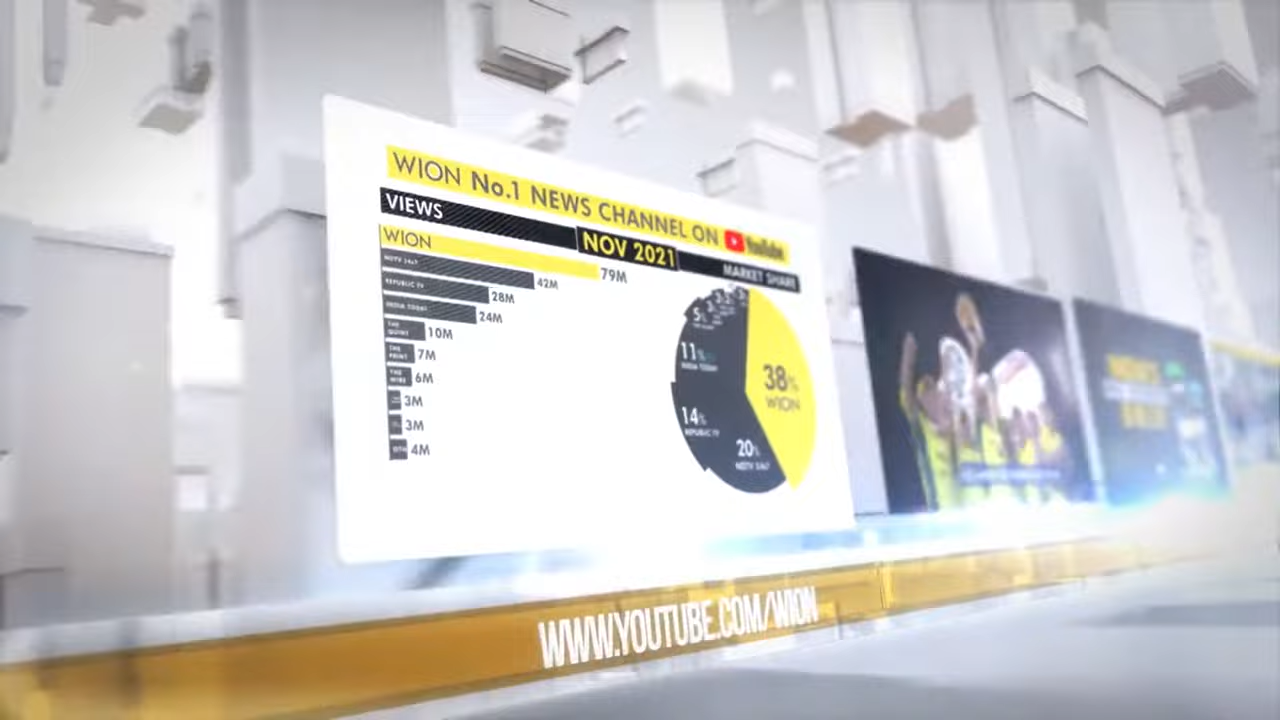 WION No.1 NEWS CHANNEL ON YouTube
VIEWS
NOV 2021
MARKET SHARE
WION
79M
NDTV 24x7
42M
REPUBLIC TV
28M
INDIA TODAY
24M
THE QUINT
10M
THE PRINT
7M
THE WIRE
6M
3M
3M
4M
38%
WION
20%
NDTV 24x7
14%
REPUBLIC TV
11%
INDIA TODAY
5%
WWW.YOUTUBE.COM/WION